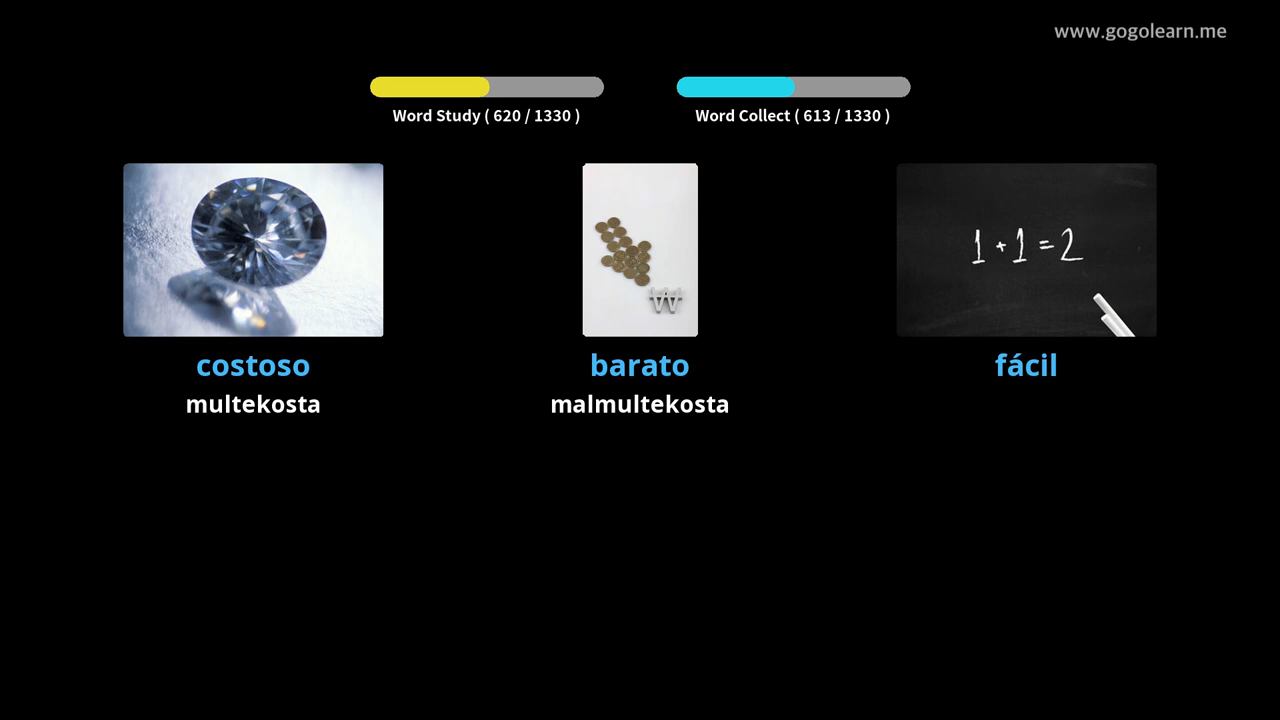 www.gogolearn.me
Word Study ( 620 / 1330 )
Word Collect ( 613 / 1330 )
₩
1 + 1 = 2
costoso
barato
fácil
multekosta
malmultekosta